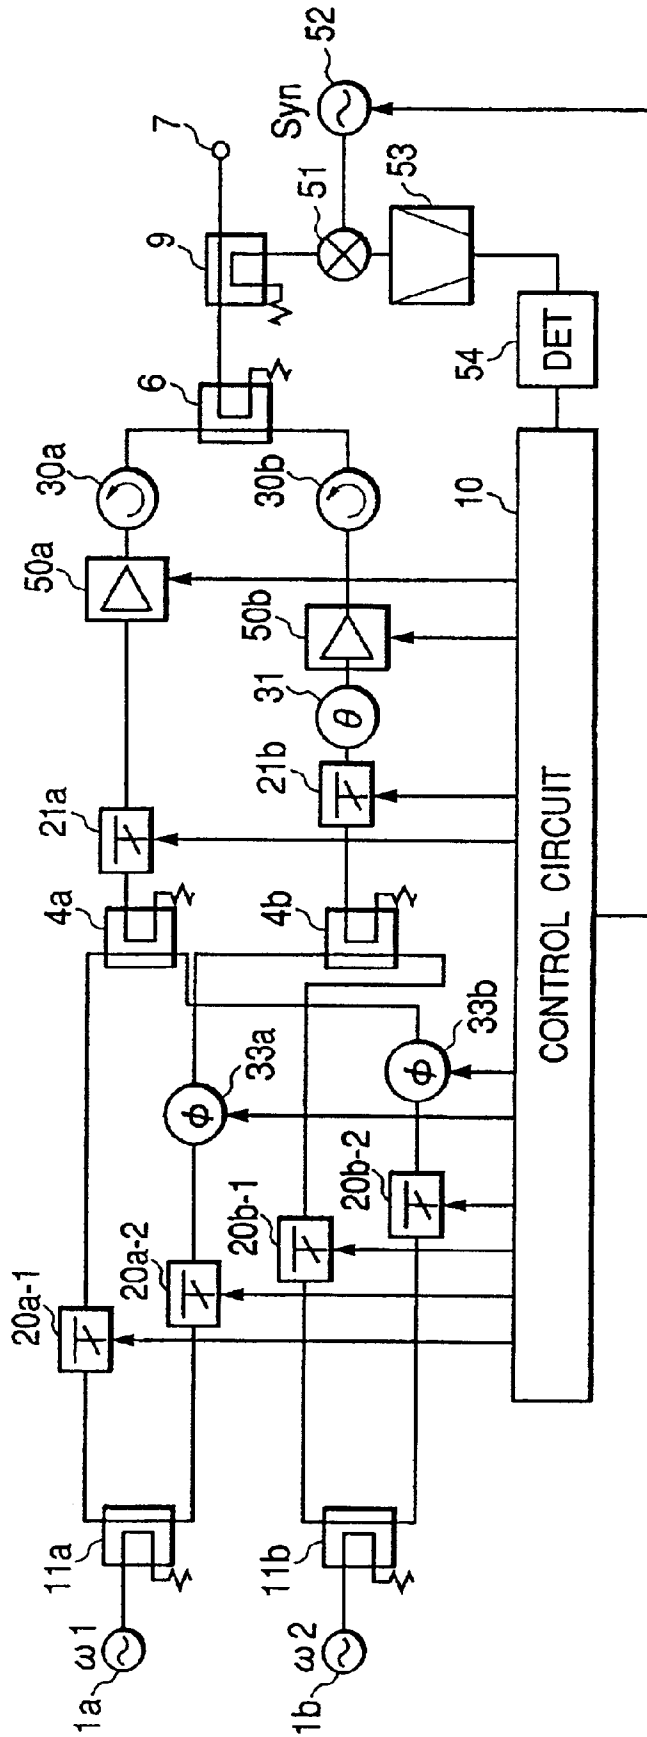 ω1
1a
11a
20a-1
20a-2
33a
4a
21a
50a
30a
6
9
7
ω2
1b
11b
20b-1
20b-2
33b
4b
21b
31
θ
50b
30b
51
Syn
52
53
54
DET
ϕ
ϕ
10
CONTROL CIRCUIT